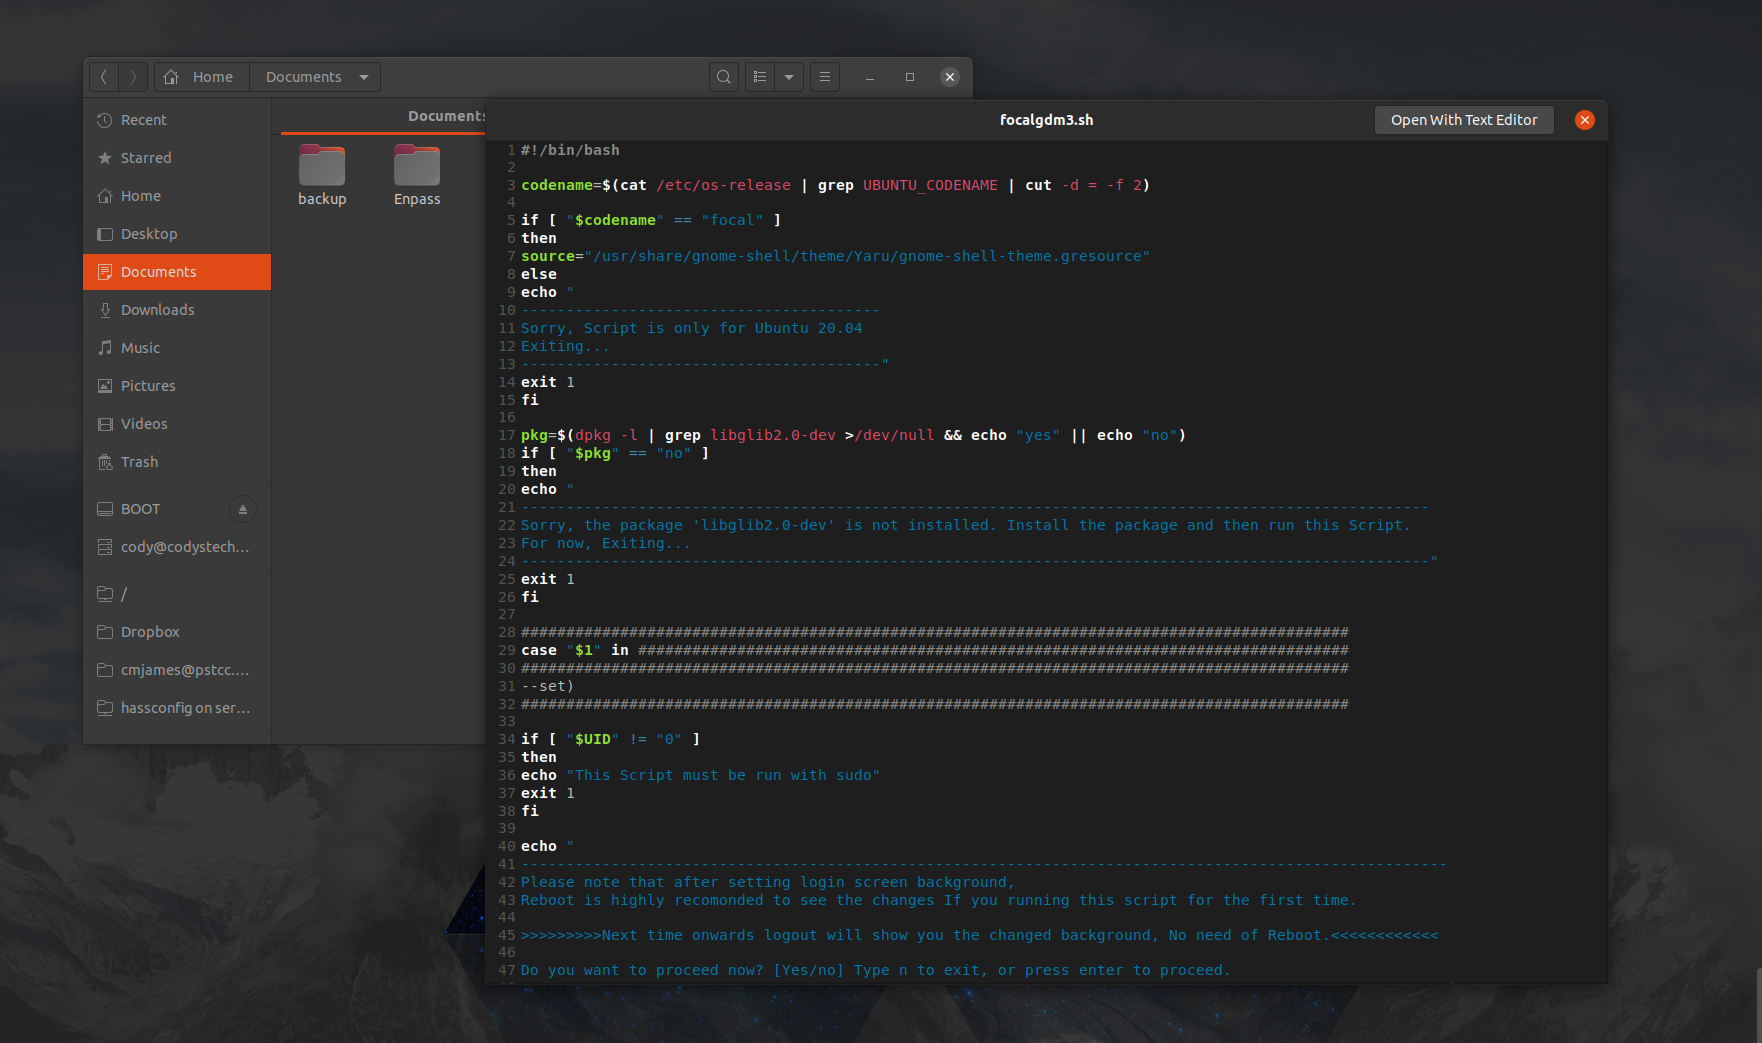 Home
Documents
Recent
Starred
Home
Desktop
Documents
Downloads
Music
Pictures
Videos
Trash
BOOT
cody@codystech...
/
Dropbox
cmjames@pstcc....
hassconfig on ser...
Documents
backup
Enpass
focalgdm3.sh
Open With Text Editor
1 #!/bin/bash
2
3 codename=$(cat /etc/os-release | grep UBUNTU_CODENAME | cut -d = -f 2)
4
5 if [ "$codename" == "focal" ]
6 then
7 source="/usr/share/gnome-shell/theme/Yaru/gnome-shell-theme.gresource"
8 else
9 echo "
10 ----------------------------------------
11 Sorry, Script is only for Ubuntu 20.04
12 Exiting...
13 ----------------------------------------"
14 exit 1
15 fi
16
17 pkg=$(dpkg -l | grep libglib2.0-dev >/dev/null && echo "yes" || echo "no")
18 if [ "$pkg" == "no" ]
19 then
20 echo "
21 -----------------------------------------------------------------------------------------------------
22 Sorry, the package 'libglib2.0-dev' is not installed. Install the package and then run this Script.
23 For now, Exiting...
24 -----------------------------------------------------------------------------------------------------"
25 exit 1
26 fi
27
28 ############################################################################################
29 case "$1" in ###############################################################################
30 ############################################################################################
31 --set)
32 ############################################################################################
33
34 if [ "$UID" != "0" ]
35 then
36 echo "This Script must be run with sudo"
37 exit 1
38 fi
39
40 echo "
41 -------------------------------------------------------------------------------------------------------
42 Please note that after setting login screen background,
43 Reboot is highly recomonded to see the changes If you running this script for the first time.
44
45 >>>>>>>>>Next time onwards logout will show you the changed background, No need of Reboot.<<<<<<<<<<<<
46
47 Do you want to proceed now? [Yes/no] Type n to exit, or press enter to proceed.